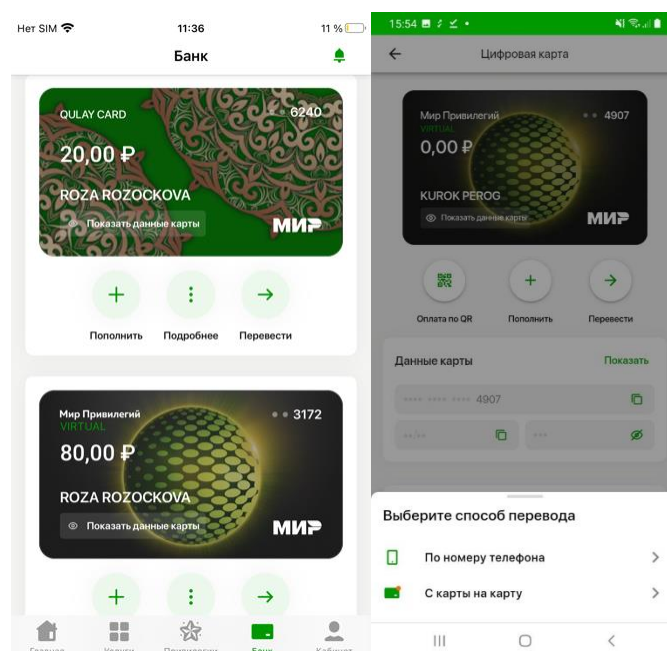 Нет SIM
11:36
11 %
Банк
QULAY CARD
6240
20,00 ₽
ROZA ROZOCKOVA
Показать данные карты
МИР
Пополнить
Подробнее
Перевести
Мир Привилегий
VIRTUAL
3172
80,00 ₽
ROZA ROZOCKOVA
Показать данные карты
МИР
Главная
Услуги
Привилегии
Банк
Кабинет
15:54
Цифровая карта
Мир Привилегий
VIRTUAL
4907
0,00 ₽
KUROK PEROG
Показать данные карты
МИР
Оплата по QR
Пополнить
Перевести
Данные карты
Показать
•••• •••• •••• 4907
••/••
•••
Выберите способ перевода
По номеру телефона
С карты на карту